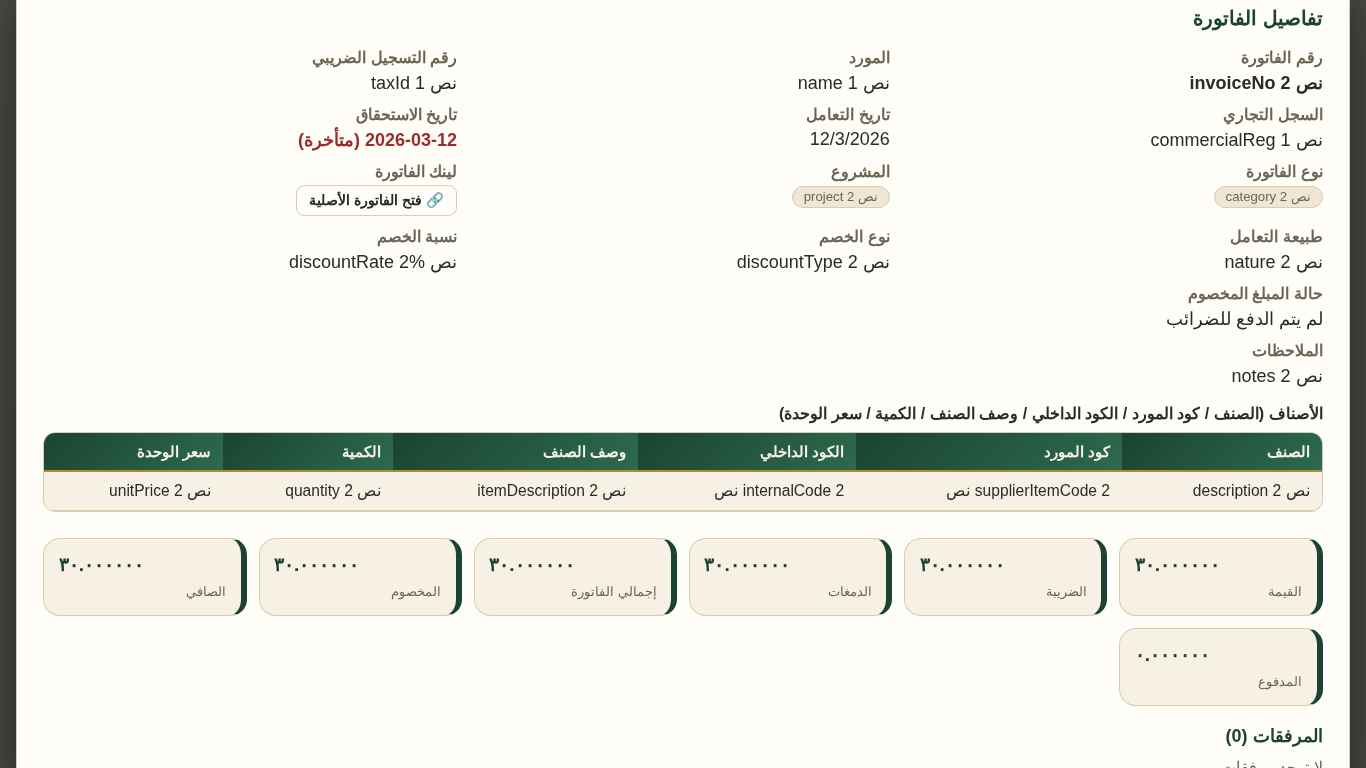 تفاصيل الفاتورة
رقم الفاتورة
نص 2 invoiceNo
المورد
نص 1 name
رقم التسجيل الضريبي
نص 1 taxId
السجل التجاري
نص 1 commercialReg
تاريخ التعامل
12/3/2026
تاريخ الاستحقاق
2026-03-12 (متأخرة)
نوع الفاتورة
نص 2 category
المشروع
نص 2 project
لينك الفاتورة
🔗 فتح الفاتورة الأصلية
طبيعة التعامل
نص 2 nature
نوع الخصم
نص 2 discountType
نسبة الخصم
نص 2% discountRate
حالة المبلغ المخصوم
لم يتم الدفع للضرائب
الملاحظات
نص 2 notes
الأصناف (الصنف / كود المورد / الكود الداخلي / وصف الصنف / الكمية / سعر الوحدة)
الصنف كود المورد الكود الداخلي وصف الصنف الكمية سعر الوحدة
نص 2 description نص supplierItemCode 2 نص internalCode 2 نص 2 itemDescription نص 2 quantity نص 2 unitPrice
٣٠.٠٠٠٠٠٠
القيمة
٣٠.٠٠٠٠٠٠
الضريبة
٣٠.٠٠٠٠٠٠
الدمغات
٣٠.٠٠٠٠٠٠
إجمالي الفاتورة
٣٠.٠٠٠٠٠٠
المخصوم
٣٠.٠٠٠٠٠٠
الصافي
٠.٠٠٠٠٠٠
المدفوع
المرفقات (0)